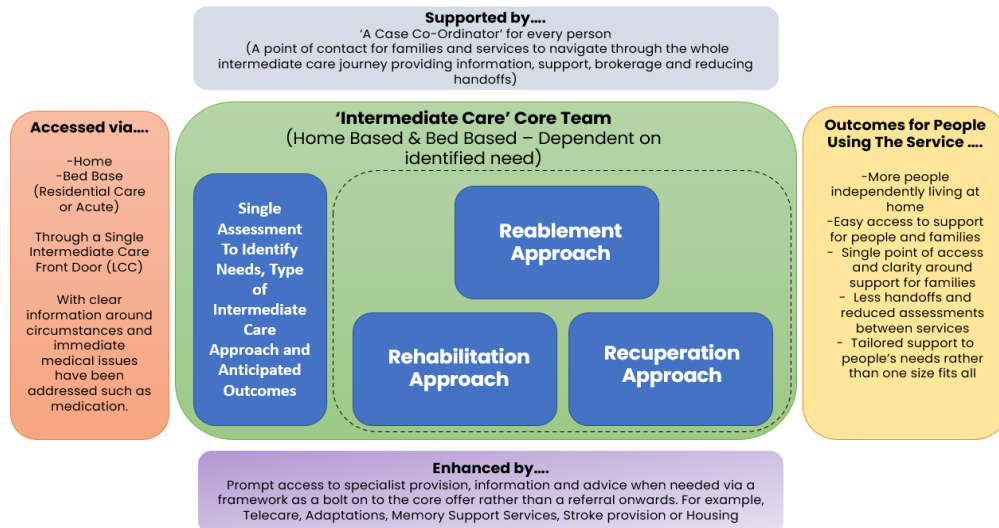 Supported by....
‘A Case Co-Ordinator’ for every person
(A point of contact for families and services to navigate through the whole
intermediate care journey providing information, support, brokerage and reducing
handoffs)
Accessed via....
-Home
-Bed Base
(Residential Care
or Acute)
Through a Single
Intermediate Care
Front Door (LCC)
With clear
information around
circumstances and
immediate
medical issues
have been
addressed such as
medication.
‘Intermediate Care’ Core Team
(Home Based & Bed Based – Dependent on
identified need)
Single
Assessment
To Identify
Needs, Type
of
Intermediate
Care
Approach and
Anticipated
Outcomes
Reablement
Approach
Rehabilitation
Approach
Recuperation
Approach
Outcomes for People
Using The Service ....
-More people
independently living at
home
-Easy access to support
for people and families
- Single point of access
and clarity around
support for families
- Less handoffs and
reduced assessments
between services
- Tailored support to
people’s needs rather
than one size fits all
Enhanced by....
Prompt access to specialist provision, information and advice when needed via a
framework as a bolt on to the core offer rather than a referral onwards. For example,
Telecare, Adaptations, Memory Support Services, Stroke provision or Housing